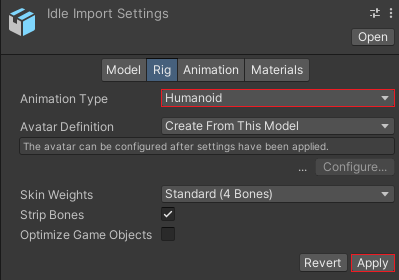 Idle Import Settings
Open
Model Rig Animation Materials
Animation Type Humanoid
Avatar Definition Create From This Model
The avatar can be configured after settings have been applied.
... Configure...
Skin Weights Standard (4 Bones)
Strip Bones
Optimize Game Objects
Revert Apply